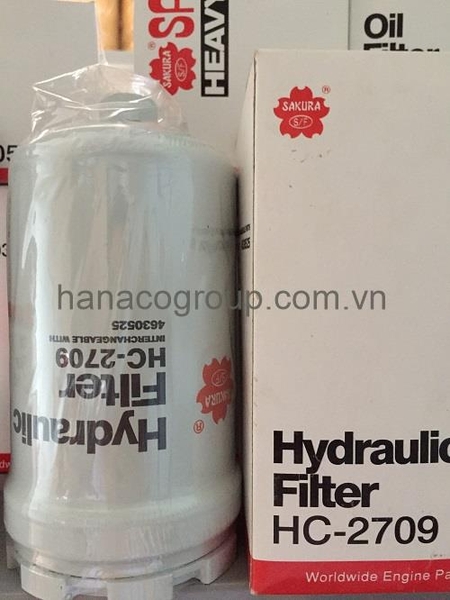 SAKURA
S/F
HEAVY
Oil
Filter
SAKURA
S/F
®
hanacogroup.com.vn
Hydraulic
Filter
HC-2709
INTERCHANGEABLE WITH
4630525
SAKURA
S/F
®
Hydraulic
Filter
HC-2709
Worldwide Engine Pa